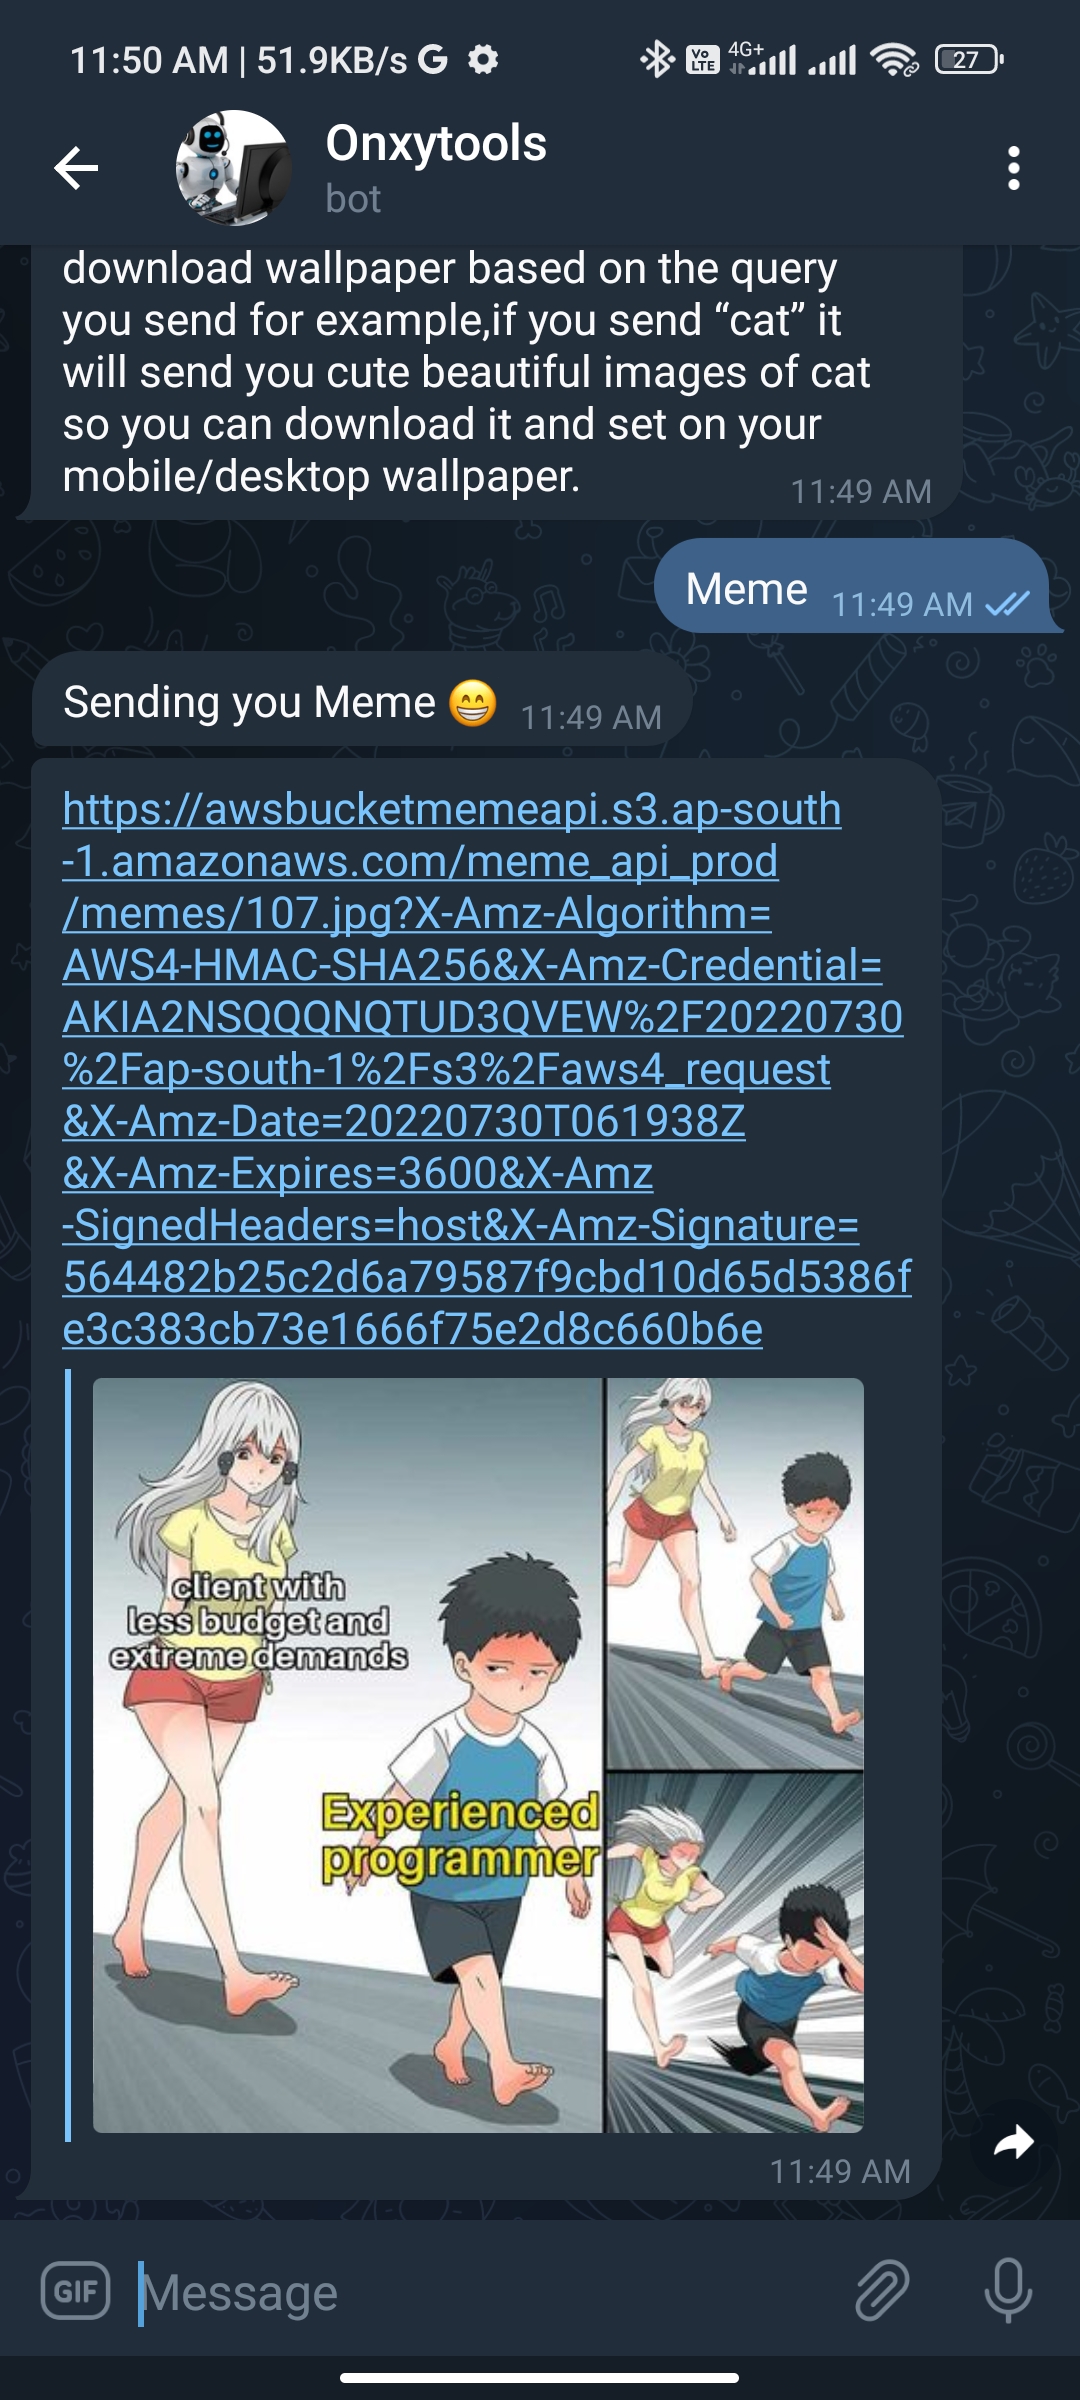 11:50 AM | 51.9KB/s G
Vo LTE 4G+ 27
Onxytools
bot
download wallpaper based on the query
you send for example,if you send “cat” it
will send you cute beautiful images of cat
so you can download it and set on your
mobile/desktop wallpaper.
11:49 AM
Meme 11:49 AM
Sending you Meme 😁 11:49 AM
https://awsbucketmemeapi.s3.ap-south
-1.amazonaws.com/meme_api_prod
/memes/107.jpg?X-Amz-Algorithm=
AWS4-HMAC-SHA256&X-Amz-Credential=
AKIA2NSQQQNQTUD3QVEW%2F20220730
%2Fap-south-1%2Fs3%2Faws4_request
&X-Amz-Date=20220730T061938Z
&X-Amz-Expires=3600&X-Amz
-SignedHeaders=host&X-Amz-Signature=
564482b25c2d6a79587f9cbd10d65d5386f
e3c383cb73e1666f75e2d8c660b6e
client with
less budget and
extreme demands
Experienced
programmer
11:49 AM
GIF Message